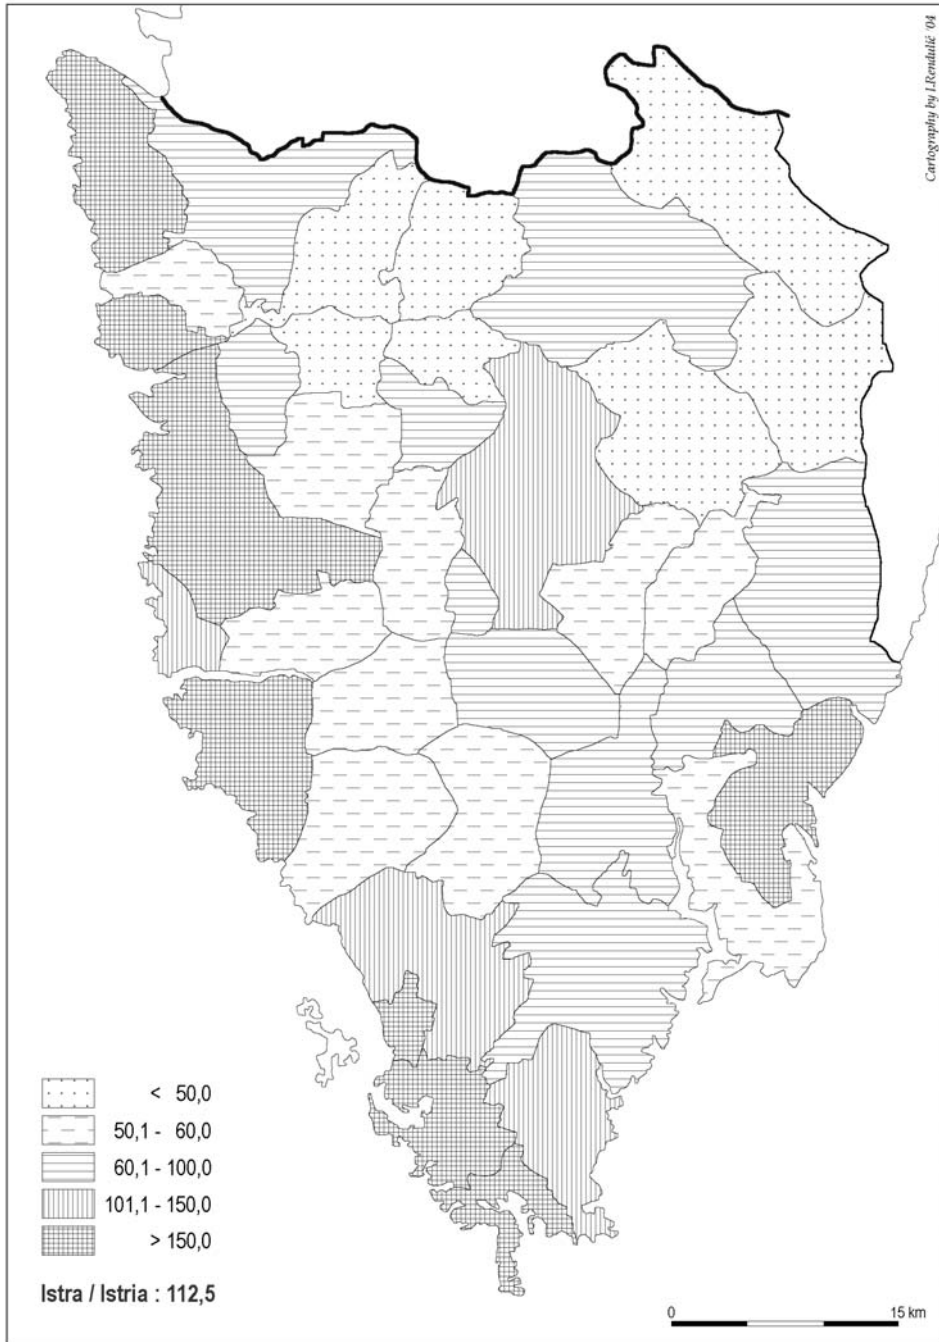 Cartography by I.Rendulić '04
< 50,0
50,1 - 60,0
60,1 - 100,0
101,1 - 150,0
> 150,0
Istra / Istria : 112,5
0 15 km